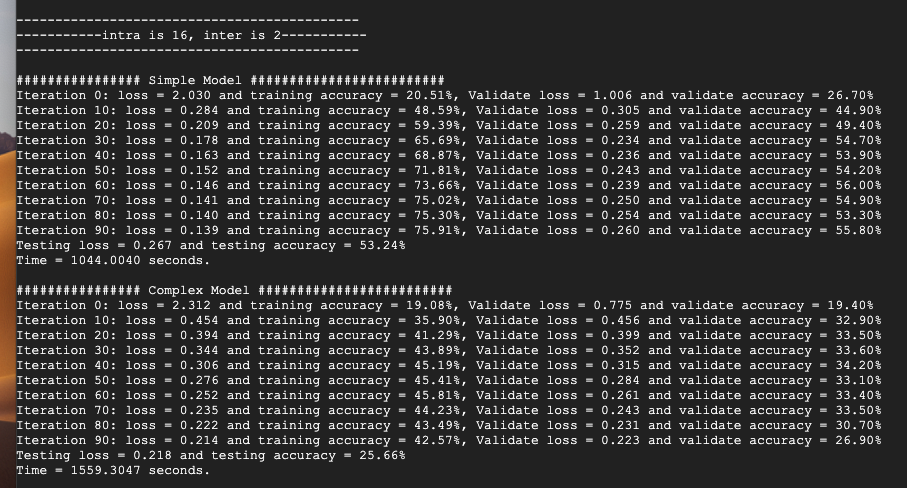 --------------------------------------------
-----------intra is 16, inter is 2-----------
--------------------------------------------
################ Simple Model #########################
Iteration 0: loss = 2.030 and training accuracy = 20.51%, Validate loss = 1.006 and validate accuracy = 26.70%
Iteration 10: loss = 0.284 and training accuracy = 48.59%, Validate loss = 0.305 and validate accuracy = 44.90%
Iteration 20: loss = 0.209 and training accuracy = 59.39%, Validate loss = 0.259 and validate accuracy = 49.40%
Iteration 30: loss = 0.178 and training accuracy = 65.69%, Validate loss = 0.234 and validate accuracy = 54.70%
Iteration 40: loss = 0.163 and training accuracy = 68.87%, Validate loss = 0.236 and validate accuracy = 53.90%
Iteration 50: loss = 0.152 and training accuracy = 71.81%, Validate loss = 0.243 and validate accuracy = 54.20%
Iteration 60: loss = 0.146 and training accuracy = 73.66%, Validate loss = 0.239 and validate accuracy = 56.00%
Iteration 70: loss = 0.141 and training accuracy = 75.02%, Validate loss = 0.250 and validate accuracy = 54.90%
Iteration 80: loss = 0.140 and training accuracy = 75.30%, Validate loss = 0.254 and validate accuracy = 53.30%
Iteration 90: loss = 0.139 and training accuracy = 75.91%, Validate loss = 0.260 and validate accuracy = 55.80%
Testing loss = 0.267 and testing accuracy = 53.24%
Time = 1044.0040 seconds.
################ Complex Model #########################
Iteration 0: loss = 2.312 and training accuracy = 19.08%, Validate loss = 0.775 and validate accuracy = 19.40%
Iteration 10: loss = 0.454 and training accuracy = 35.90%, Validate loss = 0.456 and validate accuracy = 32.90%
Iteration 20: loss = 0.394 and training accuracy = 41.29%, Validate loss = 0.399 and validate accuracy = 33.50%
Iteration 30: loss = 0.344 and training accuracy = 43.89%, Validate loss = 0.352 and validate accuracy = 33.60%
Iteration 40: loss = 0.306 and training accuracy = 45.19%, Validate loss = 0.315 and validate accuracy = 34.20%
Iteration 50: loss = 0.276 and training accuracy = 45.41%, Validate loss = 0.284 and validate accuracy = 33.10%
Iteration 60: loss = 0.252 and training accuracy = 45.81%, Validate loss = 0.261 and validate accuracy = 33.40%
Iteration 70: loss = 0.235 and training accuracy = 44.23%, Validate loss = 0.243 and validate accuracy = 33.50%
Iteration 80: loss = 0.222 and training accuracy = 43.49%, Validate loss = 0.231 and validate accuracy = 30.70%
Iteration 90: loss = 0.214 and training accuracy = 42.57%, Validate loss = 0.223 and validate accuracy = 26.90%
Testing loss = 0.218 and testing accuracy = 25.66%
Time = 1559.3047 seconds.